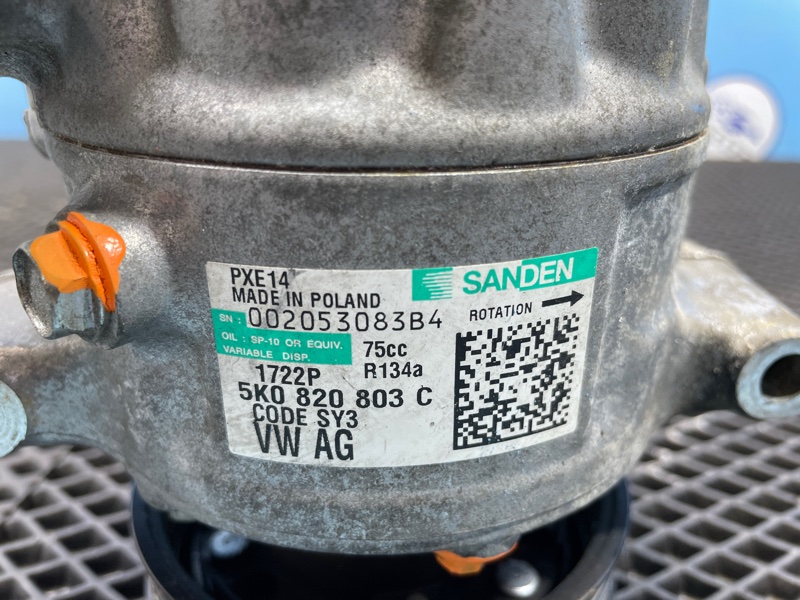 PXE14
SANDEN
MADE IN POLAND
SN: 002053083B4
ROTATION
OIL : SP-10 OR EQUIV.
VARIABLE DISP.
75cc
1722P
R134a
5K0 820 803 C
CODE SY3
VW AG